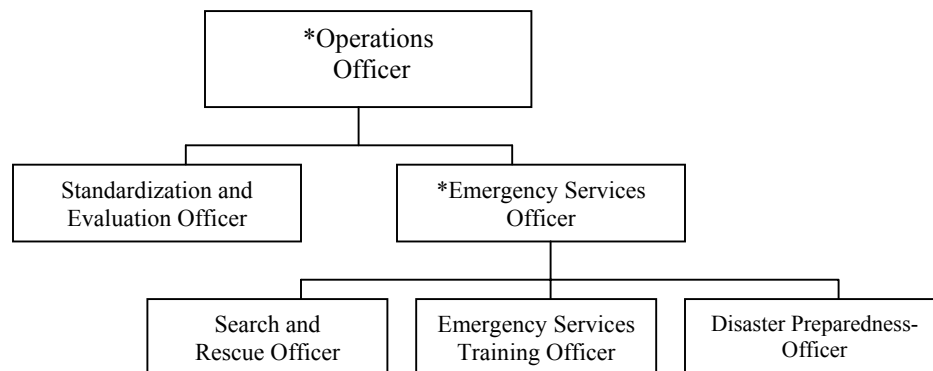 *Operations
Officer
Standardization and
Evaluation Officer
*Emergency Services
Officer
Search and
Rescue Officer
Emergency Services
Training Officer
Disaster Preparedness-
Officer